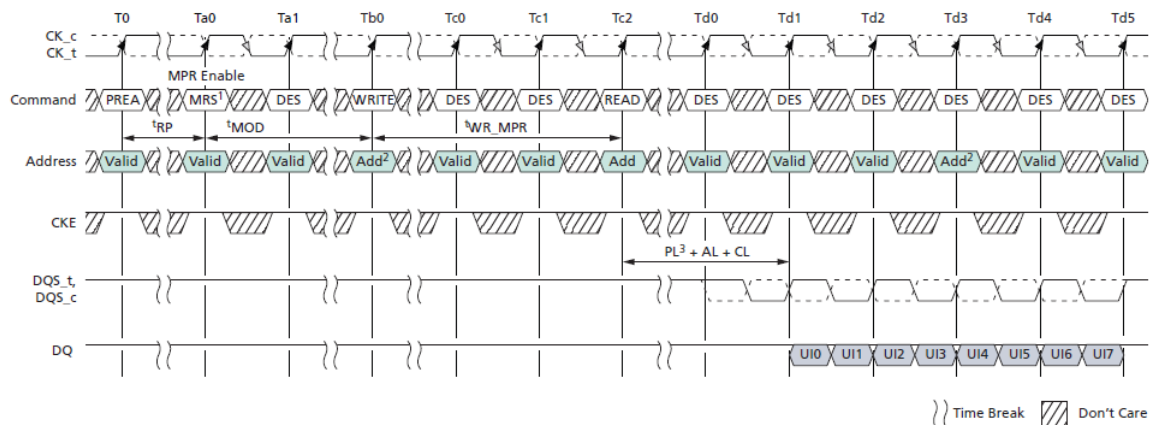 T0 Ta0 Ta1 Tb0 Tc0 Tc1 Tc2 Td0 Td1 Td2 Td3 Td4 Td5
CK_c
CK_t
MPR Enable
Command PREA MRS¹ DES WRITE DES DES READ DES DES DES DES DES DES
tRP tMOD tWR_MPR
Address Valid Valid Valid Add² Valid Valid Add Valid Valid Valid Add² Valid Valid
CKE
PL³ + AL + CL
DQS_t,
DQS_c
DQ UI0 UI1 UI2 UI3 UI4 UI5 UI6 UI7
Time Break Don't Care